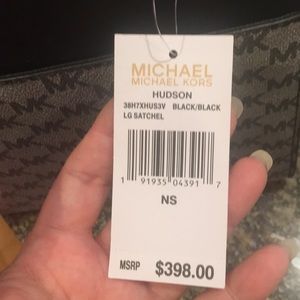 MICHAEL
MICHAEL KORS
HUDSON
38H7XHUS3V BLACK/BLACK
LG SATCHEL
1 91935 04391 7
NS
MSRP $398.00